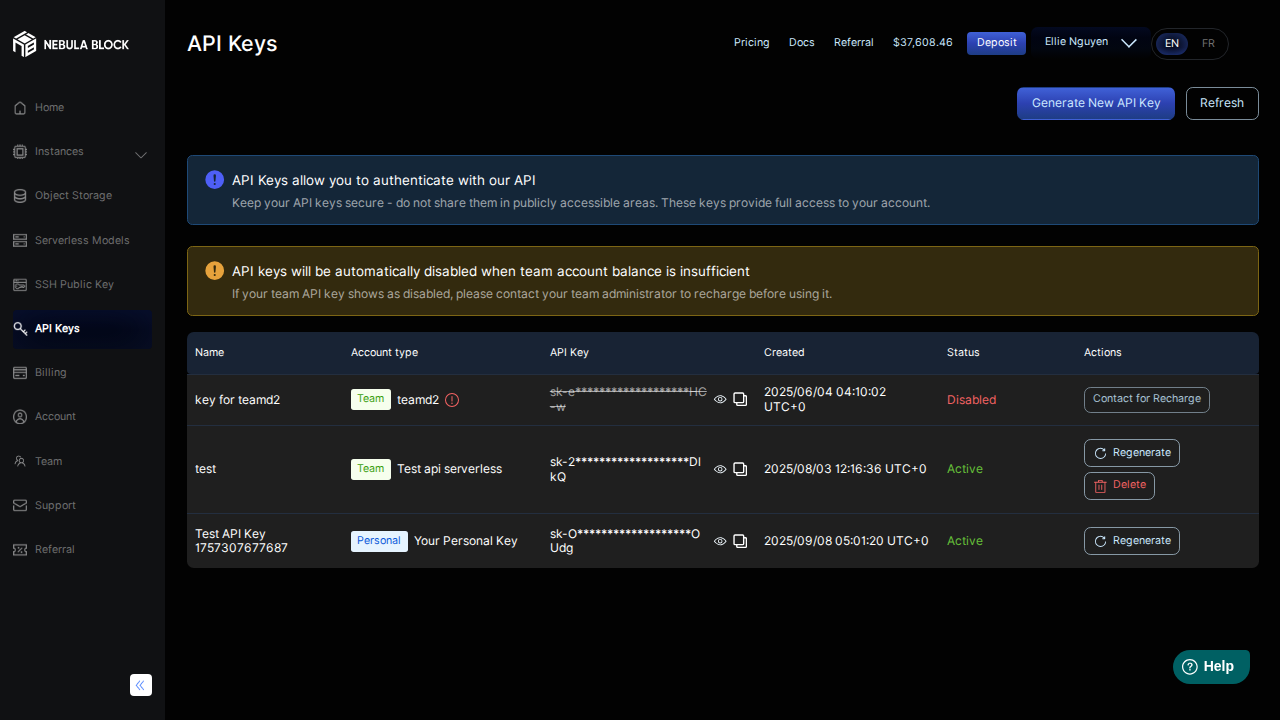 NEBULA BLOCK
API Keys
Pricing
Docs
Referral
$37,608.46
Deposit
Ellie Nguyen
EN
FR
Home
Instances
Object Storage
Serverless Models
SSH Public Key
API Keys
Billing
Account
Team
Support
Referral
Generate New API Key
Refresh
API Keys allow you to authenticate with our API
Keep your API keys secure - do not share them in publicly accessible areas. These keys provide full access to your account.
API keys will be automatically disabled when team account balance is insufficient
If your team API key shows as disabled, please contact your team administrator to recharge before using it.
Name
Account type
API Key
Created
Status
Actions
key for teamd2
Team
teamd2
sk-e*******************HC
-w
2025/06/04 04:10:02
UTC+0
Disabled
Contact for Recharge
test
Team
Test api serverless
sk-2*******************DI
kQ
2025/08/03 12:16:36 UTC+0
Active
Regenerate
Delete
Test API Key
1757307677687
Personal
Your Personal Key
sk-O*******************O
Udg
2025/09/08 05:01:20 UTC+0
Active
Regenerate
Help